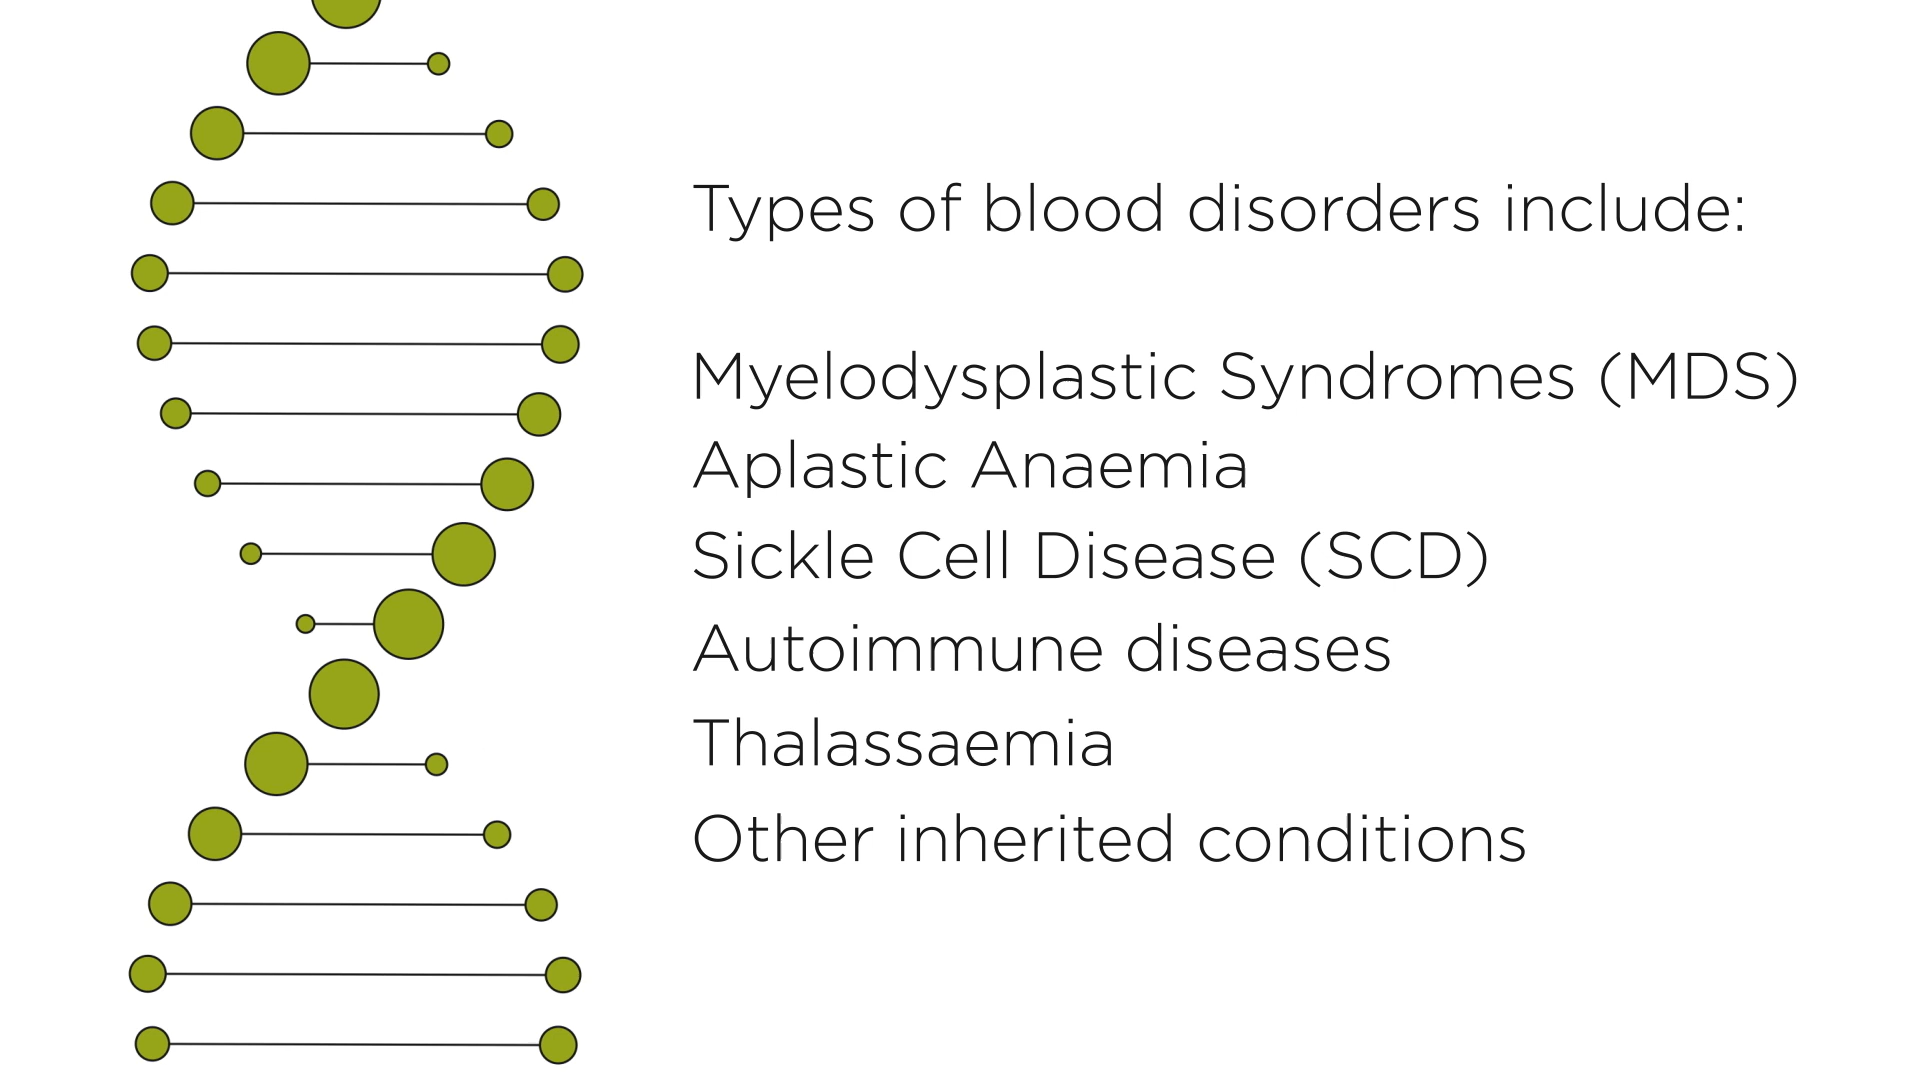 Types of blood disorders include:
Myelodysplastic Syndromes (MDS)
Aplastic Anaemia
Sickle Cell Disease (SCD)
Autoimmune diseases
Thalassaemia
Other inherited conditions